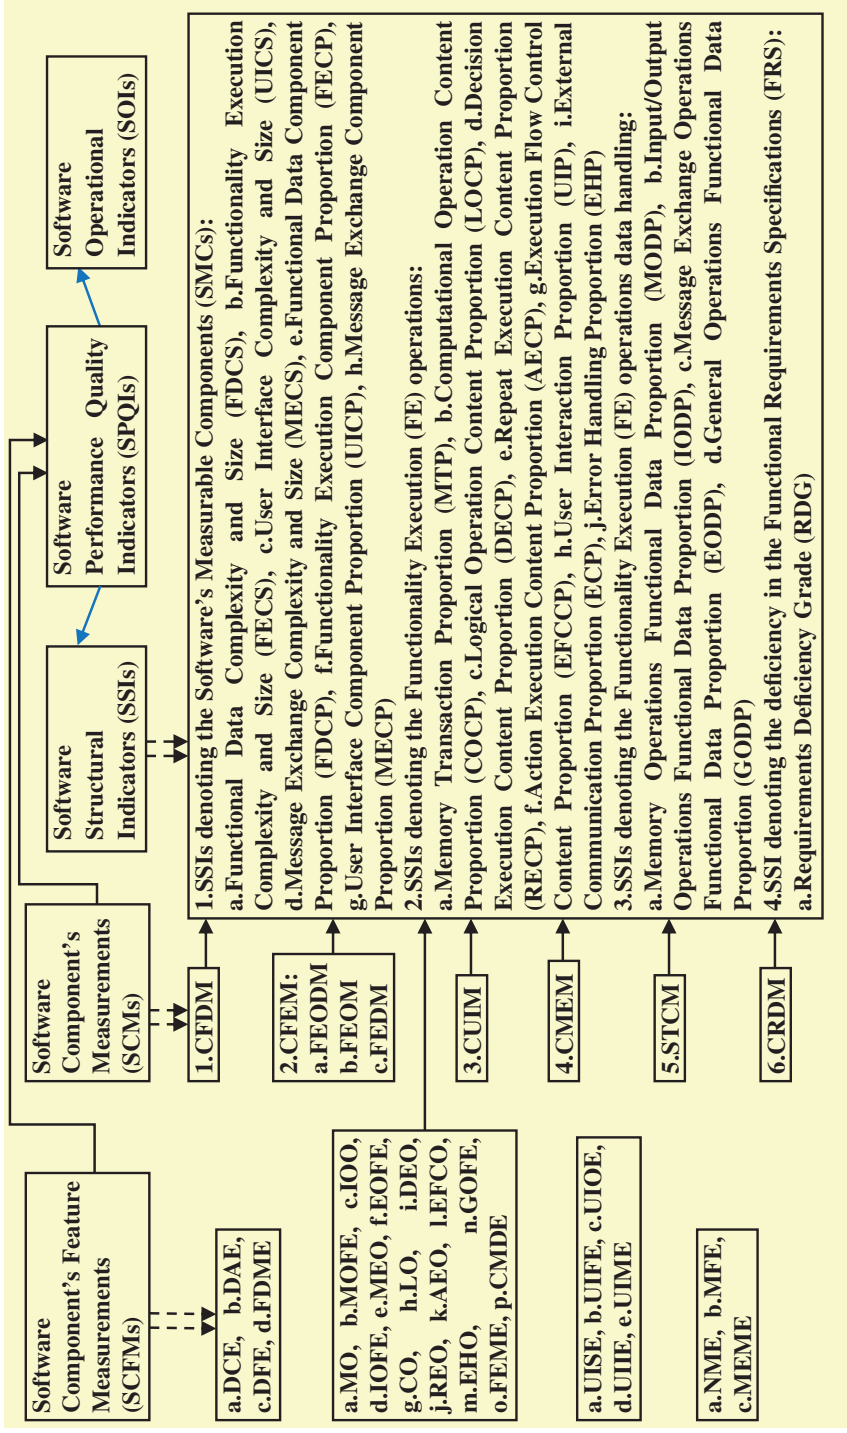 Software
Component's Feature
Measurements
(SCFMs)
Software
Component's
Measurements
(SCMs)
Software
Structural
Indicators (SSIs)
Software
Performance Quality
Indicators (SPQIs)
Software
Operational
Indicators (SOIs)
a.DCE, b.DAE,
c.DFE, d.FDME
a.MO, b.MOFE, c.IOO,
d.IOFE, e.MEO, f.EOFE,
g.CO, h.LO, i.DEO,
j.REO, k.AEO, l.EFCO,
m.EHO, n.GOFE,
o.FEME, p.CMDE
a.UISE, b.UIFE, c.UIOE,
d.UIIE, e.UIME
a.NME, b.MFE,
c.MEME
1.CFDM
2.CFEM:
a.FEODM
b.FEOM
c.FEDM
3.CUIM
4.CMEM
5.STCM
6.CRDM
1.SSIs denoting the Software's Measurable Components (SMCs):
a.Functional Data Complexity and Size (FDCS), b.Functionality Execution
Complexity and Size (FECS), c.User Interface Complexity and Size (UICS),
d.Message Exchange Complexity and Size (MECS), e.Functional Data Component
Proportion (FDCP), f.Functionality Execution Component Proportion (FECP),
g.User Interface Component Proportion (UICP), h.Message Exchange Component
Proportion (MECP)
2.SSIs denoting the Functionality Execution (FE) operations:
a.Memory Transaction Proportion (MTP), b.Computational Operation Content
Proportion (COCP), c.Logical Operation Content Proportion (LOCP), d.Decision
Execution Content Proportion (DECP), e.Repeat Execution Content Proportion
(RECP), f.Action Execution Content Proportion (AECP), g.Execution Flow Control
Content Proportion (EFCCP), h.User Interaction Proportion (UIP), i.External
Communication Proportion (ECP), j.Error Handling Proportion (EHP)
3.SSIs denoting the Functionality Execution (FE) operations data handling:
a.Memory Operations Functional Data Proportion (MODP), b.Input/Output
Operations Functional Data Proportion (IODP), c.Message Exchange Operations
Functional Data Proportion (EODP), d.General Operations Functional Data
Proportion (GODP)
4.SSI denoting the deficiency in the Functional Requirements Specifications (FRS):
a.Requirements Deficiency Grade (RDG)